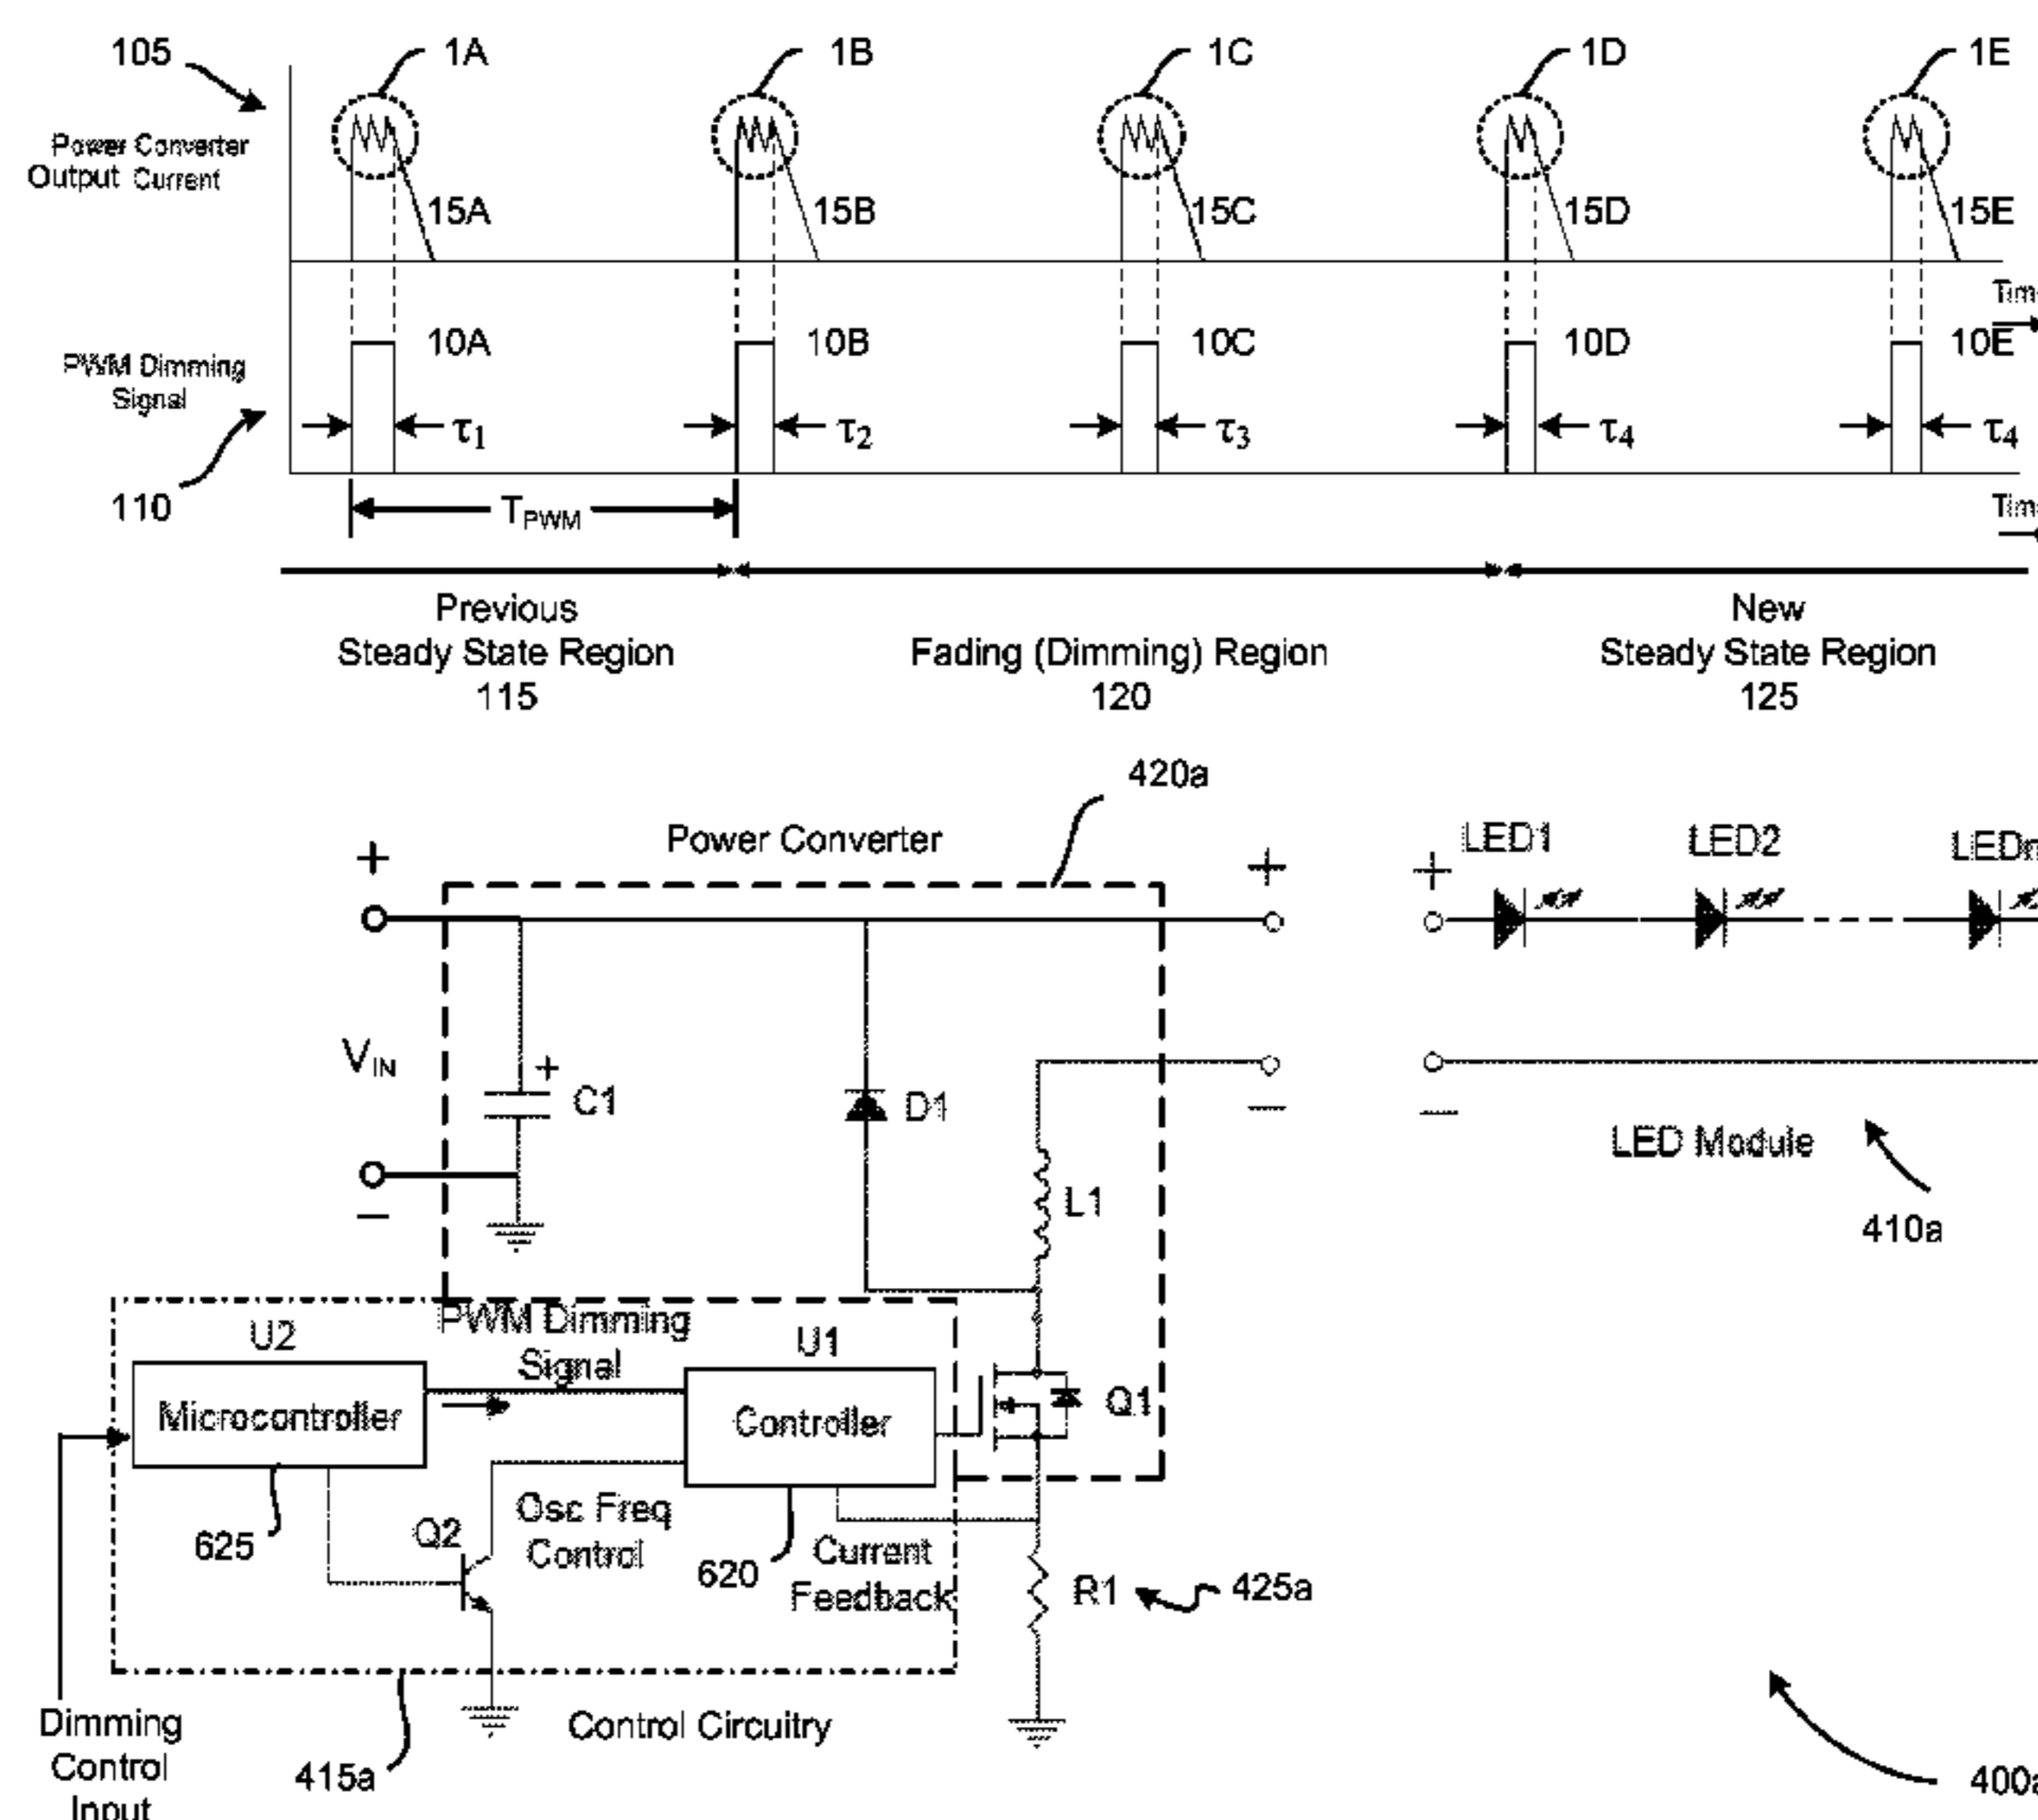 105
1A
1B
1C
1D
1E
Power Converter
Output Current
15A
15B
15C
15D
15E
PWM Dimming
Signal
10A
10B
10C
10D
10E
τ1
τ2
τ3
τ4
τ4
110
TPWM
Previous
Steady State Region
115
Fading (Dimming) Region
120
New
Steady State Region
125
420a
Power Converter
+
+
+
LED1
LED2
VIN
+
C1
D1
L1
−
−
−
LED Module
410a
PWM Dimming
Signal
U2
U1
Microcontroller
Controller
Q1
625
Q2
Osc Freq
Control
620
Current
Feedback
R1
425a
Dimming
Control
Input
415a
Control Circuitry